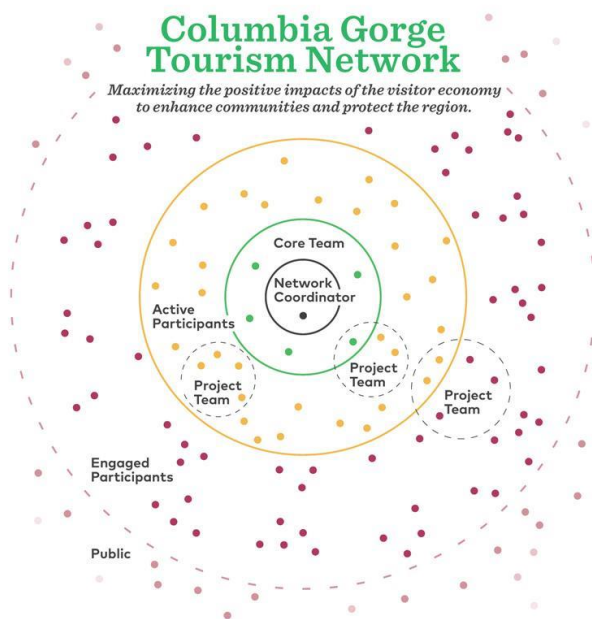 Columbia Gorge
Tourism Network
Maximizing the positive impacts of the visitor economy
to enhance communities and protect the region.
Core Team
Network
Coordinator
Active
Participants
Project
Team
Project
Team
Project
Team
Engaged
Participants
Public